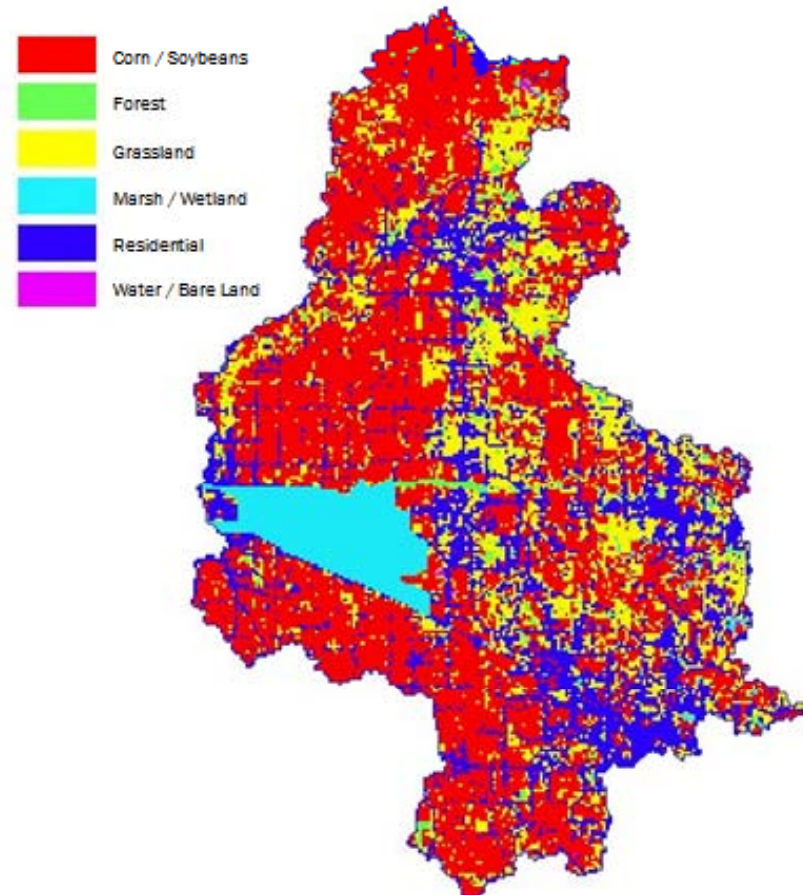 Corn / Soybeans
Forest
Grassland
Marsh / Wetland
Residential
Water / Bare Land